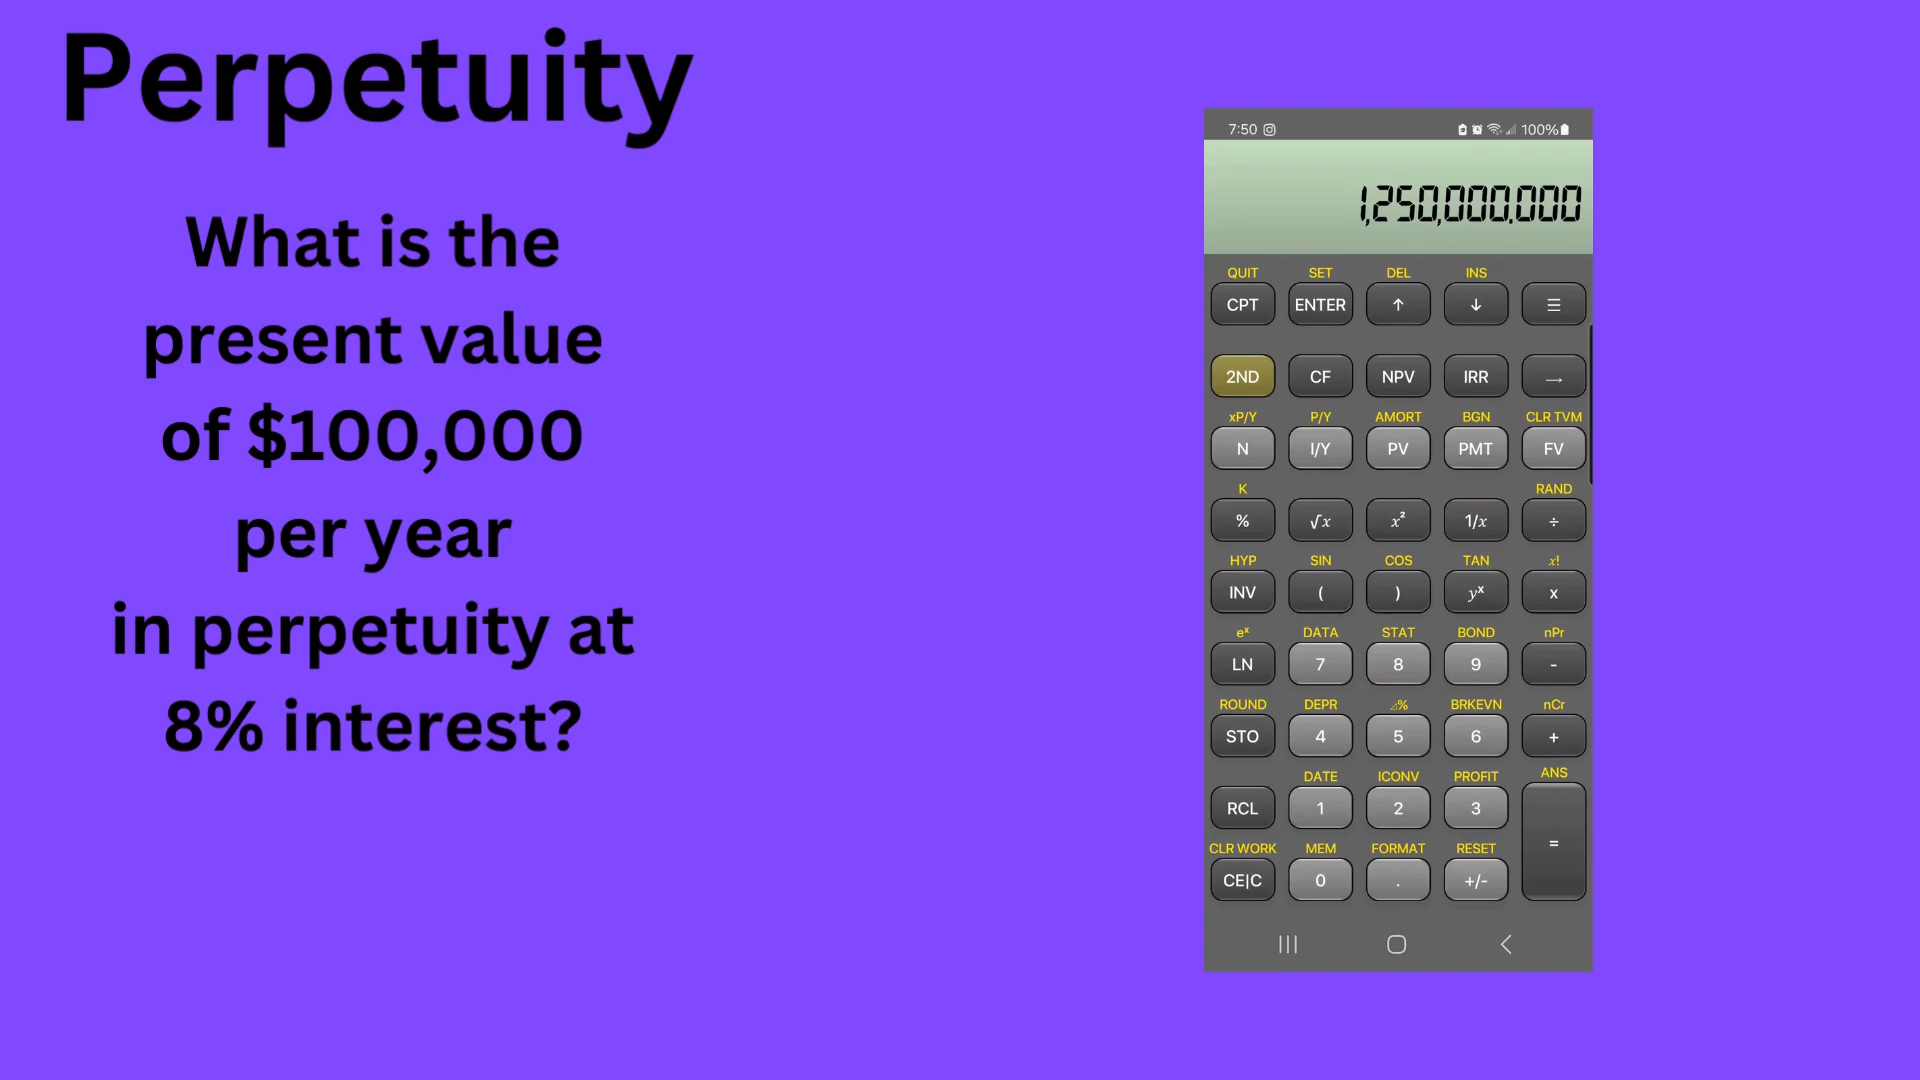 Perpetuity
What is the
present value
of $100,000
per year
in perpetuity at
8% interest?
7:50 100%
1,250,000.000
QUIT SET DEL INS
CPT ENTER ↑ ↓ ☰
2ND CF NPV IRR →
xP/Y P/Y AMORT BGN CLR TVM
N I/Y PV PMT FV
K RAND
% √x x² 1/x ÷
HYP SIN COS TAN x!
INV ( ) yˣ x
eˣ DATA STAT BOND nPr
LN 7 8 9 -
ROUND DEPR ⊿% BRKEVN nCr
STO 4 5 6 +
DATE ICONV PROFIT ANS
RCL 1 2 3 =
CLR WORK MEM FORMAT RESET
CE|C 0 . +/-